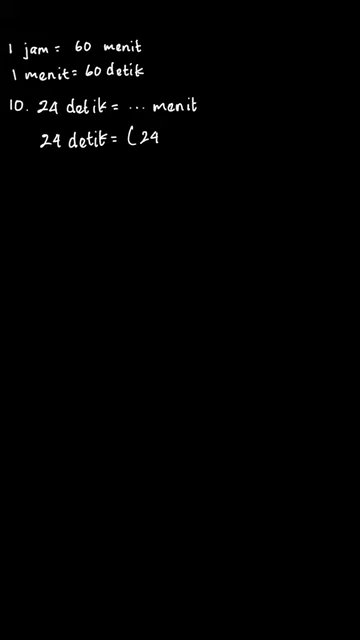 1 jam = 60 menit
1 menit = 60 detik
10. 24 detik = ... menit
24 detik = ( 24